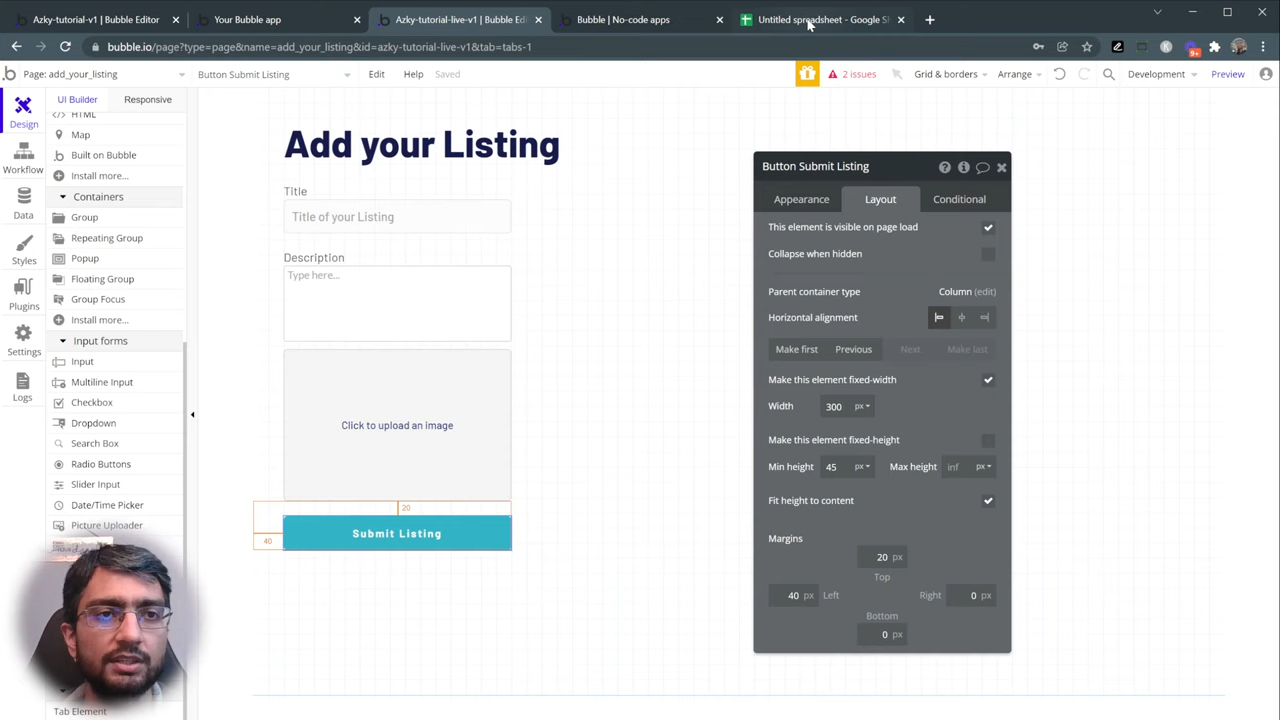 Azky-tutorial-live-v1 | Bubble Editor
Your Bubble app
Azky-tutorial-live-v1 | Bubble Edi
Bubble | No-code apps
Untitled spreadsheet - Google Sh
bubble.io/page?type=page&name=add_your_listing&id=azky-tutorial-live-v1&tab=tabs-1
9+
Page: add_your_listing
Button Submit Listing
Edit
Help
Saved
2 issues
Grid & borders
Arrange
Development
Preview
Design
Workflow
Data
Styles
Plugins
Settings
Logs
UI Builder
Responsive
HTML
Map
Built on Bubble
Install more...
Containers
Group
Repeating Group
Popup
Floating Group
Group Focus
Install more...
Input forms
Input
Multiline Input
Checkbox
Dropdown
Search Box
Radio Buttons
Slider Input
Date/Time Picker
Picture Uploader
Tab Element
Add your Listing
Title
Title of your Listing
Description
Type here...
Click to upload an image
20
Submit Listing
40
Button Submit Listing
Appearance
Layout
Conditional
This element is visible on page load
Collapse when hidden
Parent container type
Column (edit)
Horizontal alignment
Make first
Previous
Next
Make last
Make this element fixed-width
Width
300
px
Make this element fixed-height
Min height
45
px
Max height
inf
px
Fit height to content
Margins
20 px
Top
40 px
Left
Right
0 px
Bottom
0 px